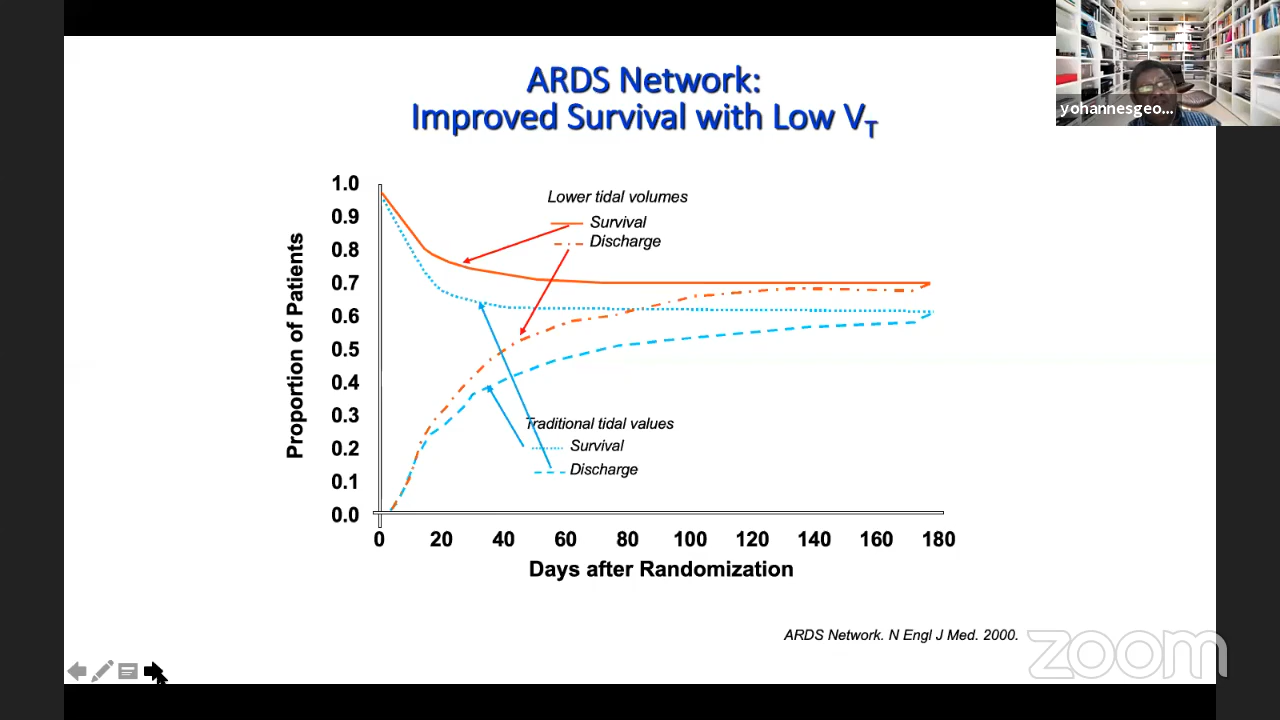 ARDS Network:
Improved Survival with Low VT
yohannesgeo...
1.0
0.9
0.8
0.7
0.6
0.5
0.4
0.3
0.2
0.1
0.0
Proportion of Patients
Lower tidal volumes
Survival
Discharge
Traditional tidal values
Survival
Discharge
0 20 40 60 80 100 120 140 160 180
Days after Randomization
ARDS Network. N Engl J Med. 2000.
zoom